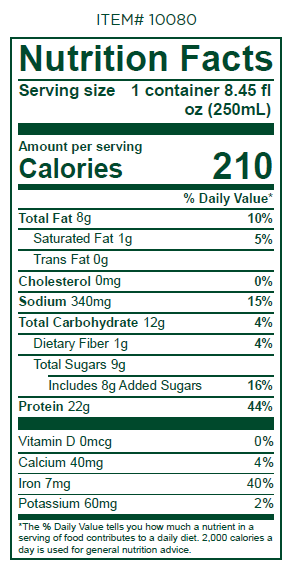 ITEM# 10080
Nutrition Facts
Serving size 1 container 8.45 fl
oz (250mL)
Amount per serving
Calories 210
% Daily Value*
Total Fat 8g 10%
Saturated Fat 1g 5%
Trans Fat 0g
Cholesterol 0mg 0%
Sodium 340mg 15%
Total Carbohydrate 12g 4%
Dietary Fiber 1g 4%
Total Sugars 9g
Includes 8g Added Sugars 16%
Protein 22g 44%
Vitamin D 0mcg 0%
Calcium 40mg 4%
Iron 7mg 40%
Potassium 60mg 2%
*The % Daily Value tells you how much a nutrient in a
serving of food contributes to a daily diet. 2,000 calories a
day is used for general nutrition advice.